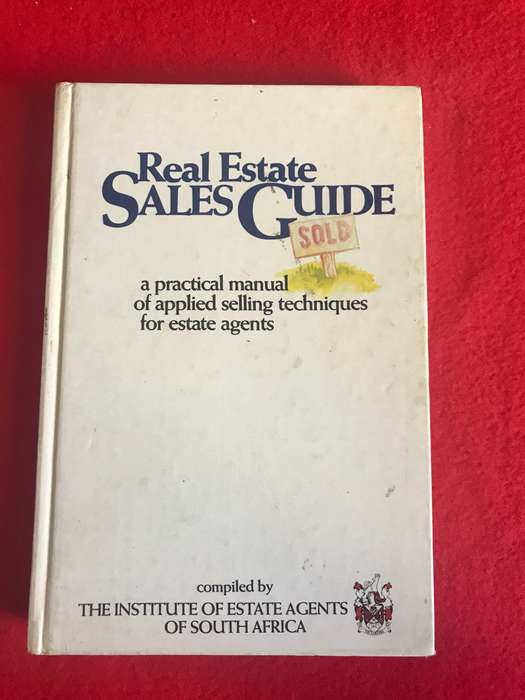 Real Estate
SALES GUIDE
SOLD
a practical manual
of applied selling techniques
for estate agents
compiled by
THE INSTITUTE OF ESTATE AGENTS
OF SOUTH AFRICA